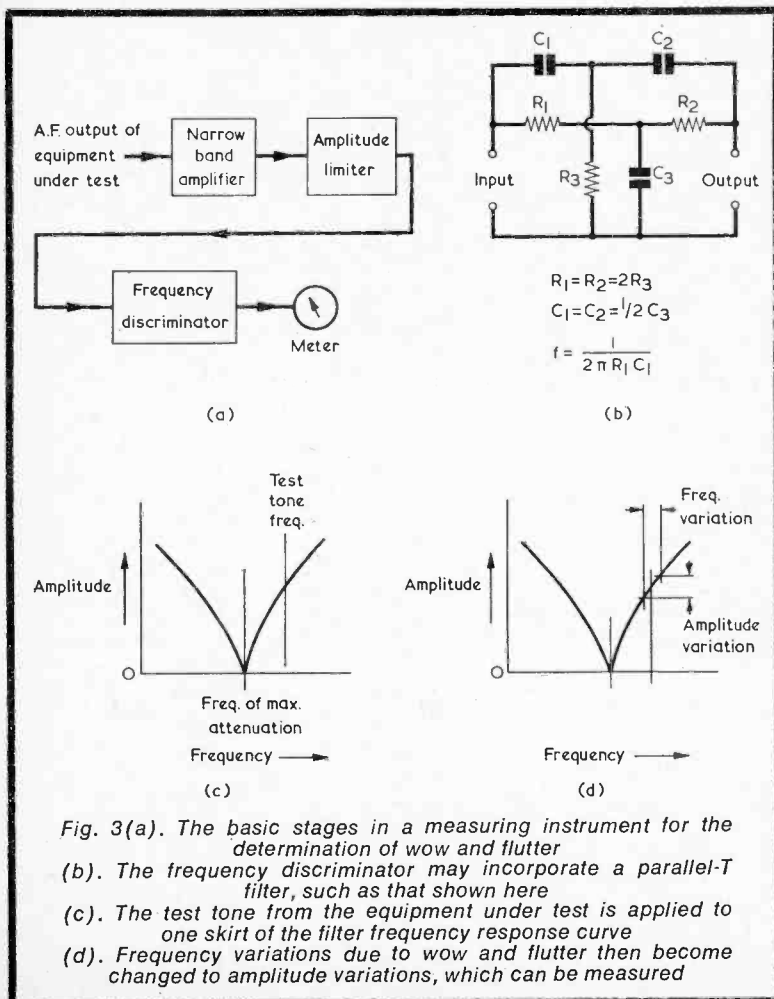 A.F. output of
equipment
under test
Narrow
band
amplifier
Amplitude
limiter
Frequency
discriminator
Meter
(a)
C1
C2
R1
R2
R3
C3
Input
Output
R1=R2=2R3
C1=C2=1/2 C3
f = 1
2 π R1 C1
(b)
Test
tone
freq.
Amplitude
O
Freq. of max.
attenuation
Frequency
(c)
Freq.
variation
Amplitude
Amplitude
variation
O
Frequency
(d)
Fig. 3(a). The basic stages in a measuring instrument for the
determination of wow and flutter
(b). The frequency discriminator may incorporate a parallel-T
filter, such as that shown here
(c). The test tone from the equipment under test is applied to
one skirt of the filter frequency response curve
(d). Frequency variations due to wow and flutter then become
changed to amplitude variations, which can be measured